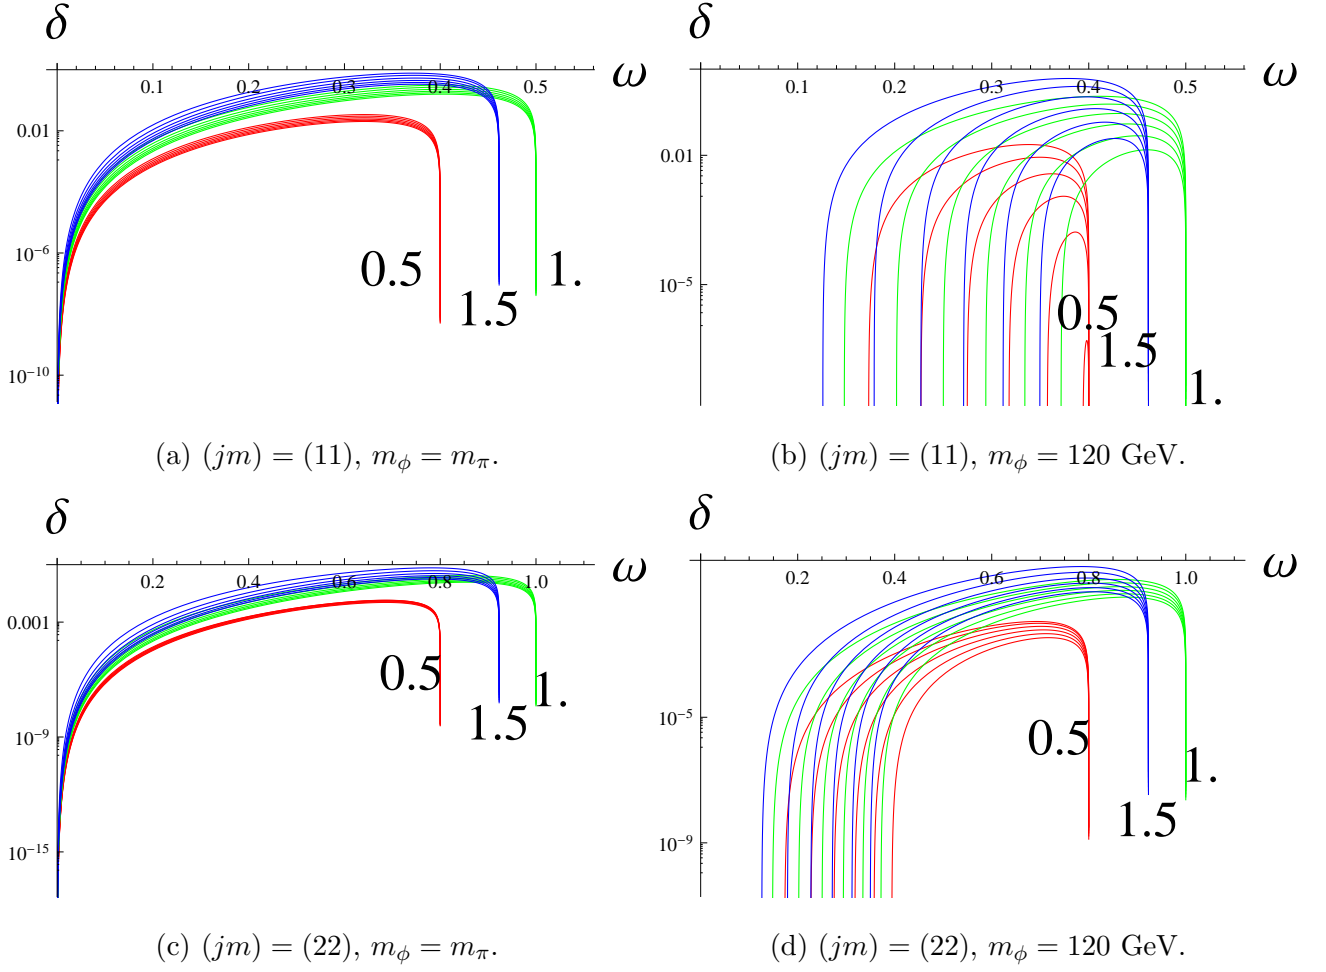 δ
0.1 0.2 0.3 0.4 0.5 ω
0.01
10⁻⁶
10⁻¹⁰
0.5
1.5
1.
(a) (jm) = (11), m_ϕ = m_π.
δ
0.1 0.2 0.3 0.4 0.5 ω
0.01
10⁻⁵
0.5
1.5
1.
(b) (jm) = (11), m_ϕ = 120 GeV.
δ
0.2 0.4 0.6 0.8 1.0 ω
0.001
10⁻⁹
10⁻¹⁵
0.5
1.5
1.
(c) (jm) = (22), m_ϕ = m_π.
δ
0.2 0.4 0.6 0.8 1.0 ω
10⁻⁵
10⁻⁹
0.5
1.5
1.
(d) (jm) = (22), m_ϕ = 120 GeV.